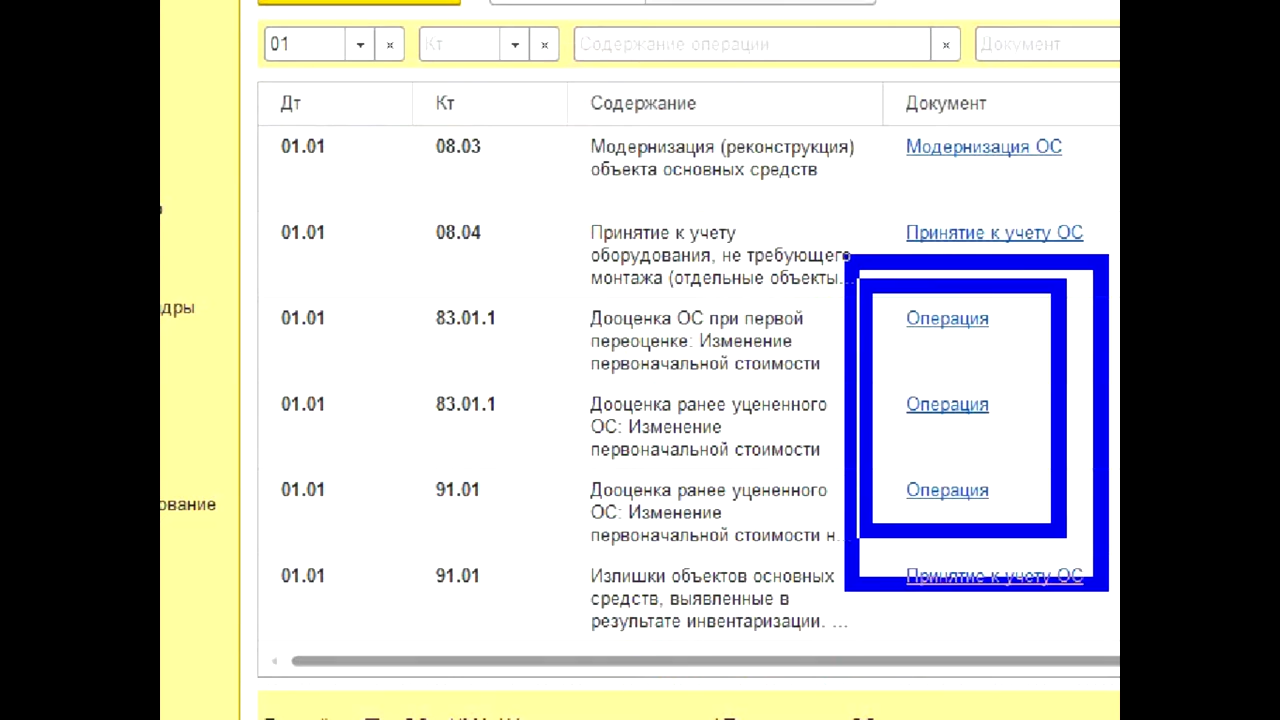 01 Кт Содержание операции Документ
Дт Кт Содержание Документ
01.01 08.03 Модернизация (реконструкция) Модернизация ОС
объекта основных средств
01.01 08.04 Принятие к учету Принятие к учету ОС
оборудования, не требующего
монтажа (отдельные объекты...
дры
01.01 83.01.1 Дооценка ОС при первой Операция
переоценке: Изменение
первоначальной стоимости
01.01 83.01.1 Дооценка ранее уцененного Операция
ОС: Изменение
первоначальной стоимости
01.01 91.01 Дооценка ранее уцененного Операция
ование
ОС: Изменение
первоначальной стоимости н...
01.01 91.01 Излишки объектов основных Принятие к учету ОС
средств, выявленные в
результате инвентаризации. ...